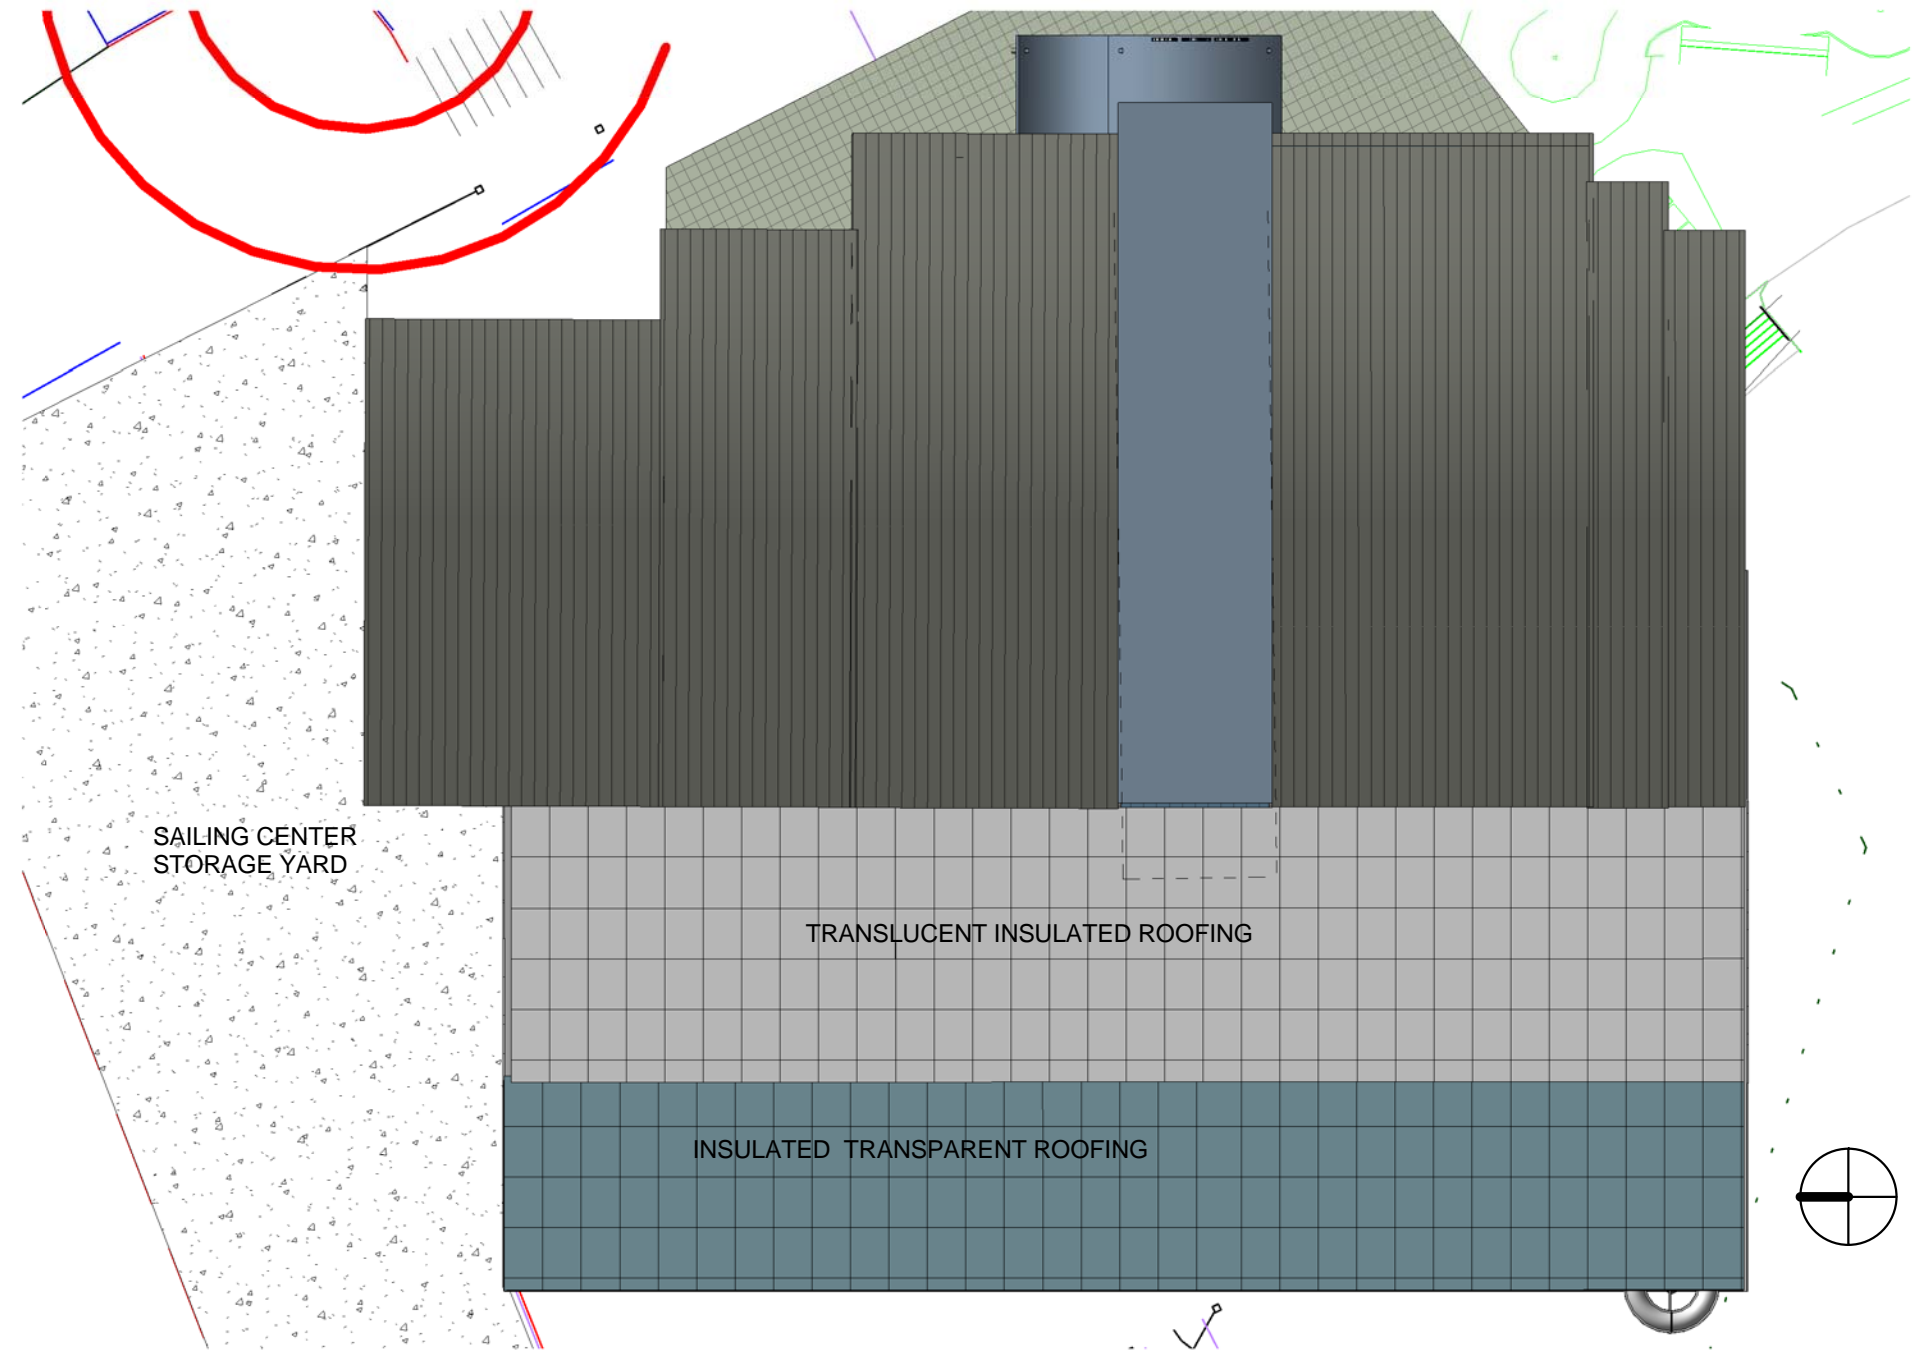 SAILING CENTER
STORAGE YARD
TRANSLUCENT INSULATED ROOFING
INSULATED TRANSPARENT ROOFING